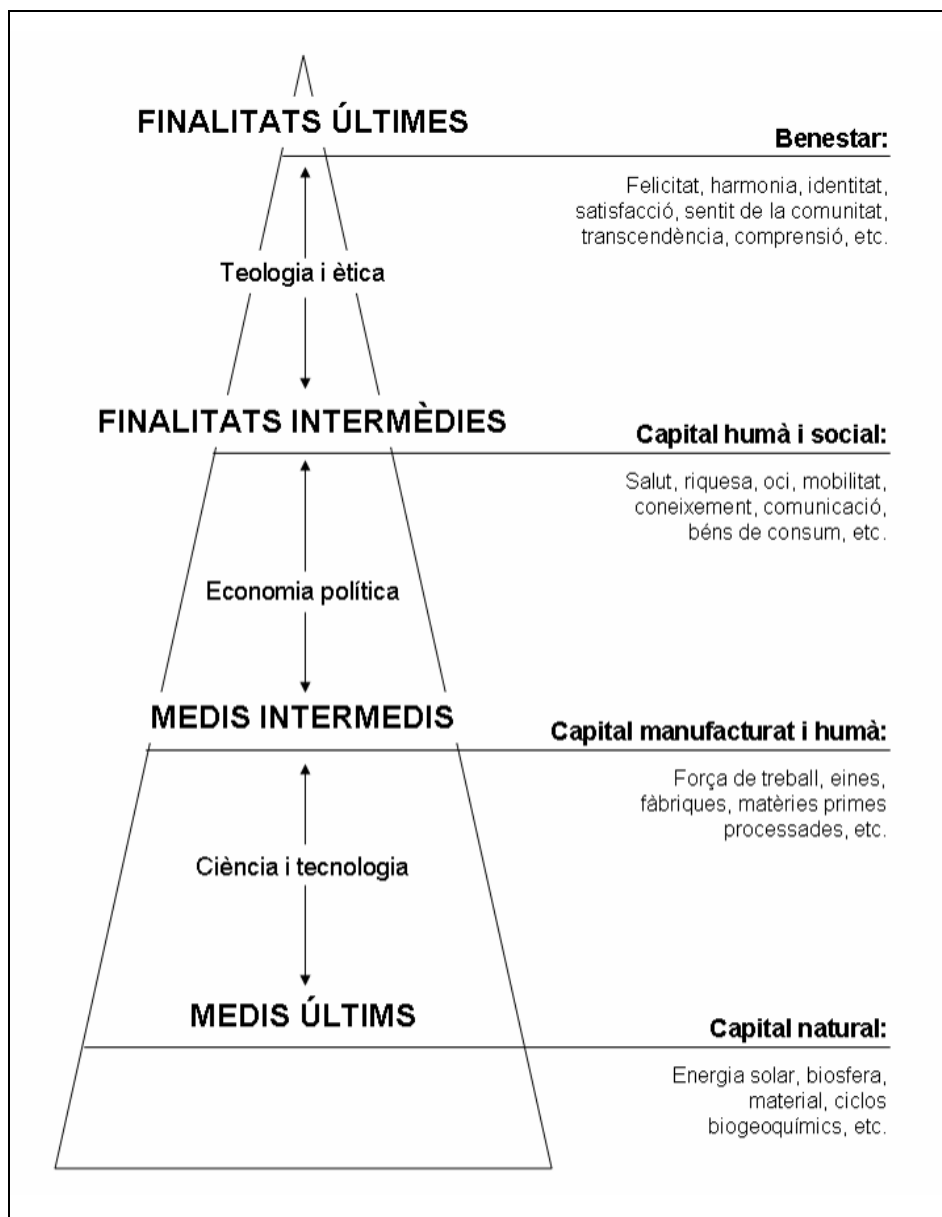 FINALITATS ÚLTIMES
Benestar:
Felicitat, harmonia, identitat,
satisfacció, sentit de la comunitat,
transcendència, comprensió, etc.
Teologia i ètica
FINALITATS INTERMÈDIES
Capital humà i social:
Salut, riquesa, oci, mobilitat,
coneixement, comunicació,
béns de consum, etc.
Economia política
MEDIS INTERMEDIS
Capital manufacturat i humà:
Força de treball, eines,
fàbriques, matèries primes
processades, etc.
Ciència i tecnologia
MEDIS ÚLTIMS
Capital natural:
Energia solar, biosfera,
material, ciclos
biogeoquímics, etc.